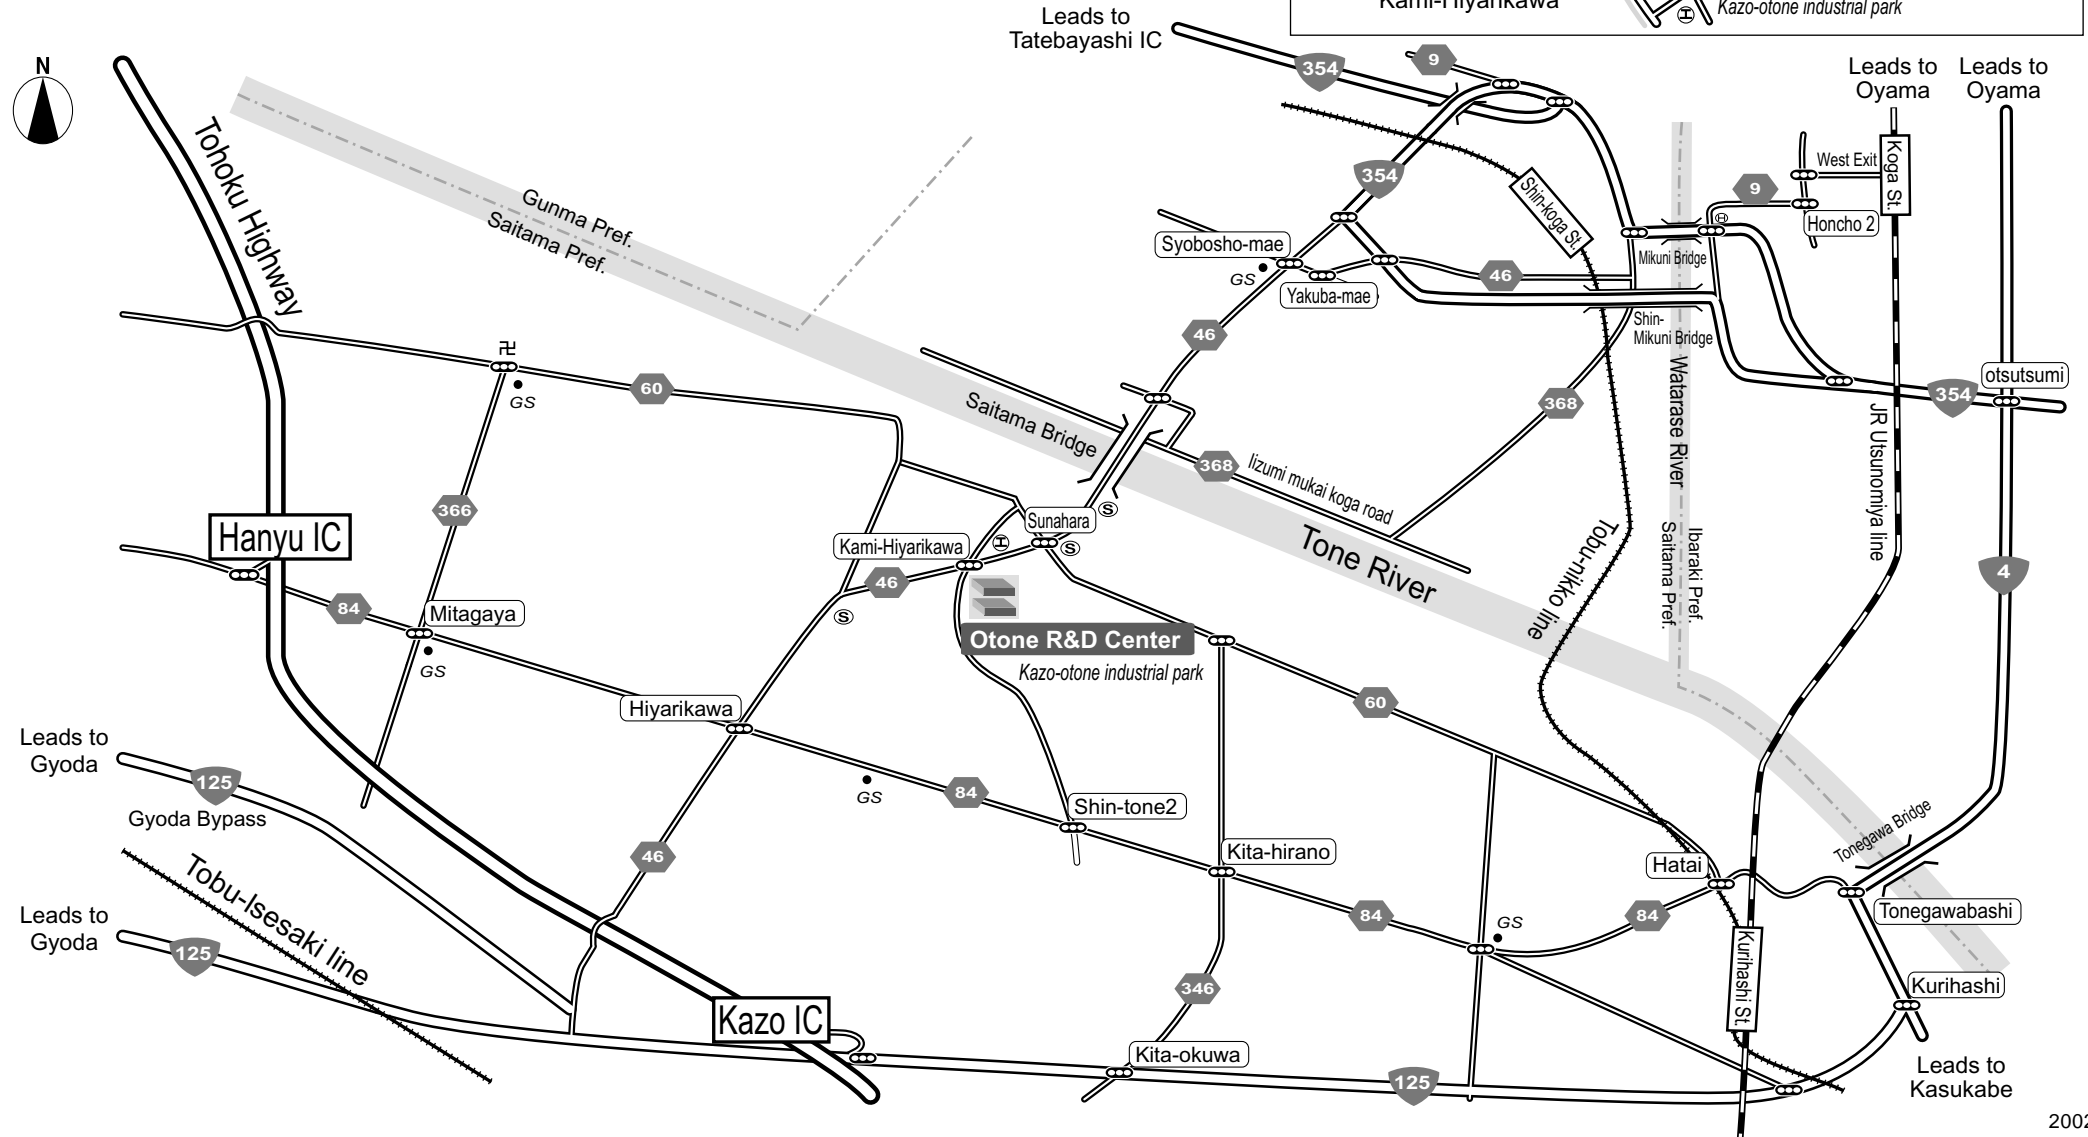 Kami-Hiyarikawa
H
Kazo-otone industrial park
Leads to
Tatebayashi IC
N
354
9
Leads to
Oyama
Leads to
Oyama
Tohoku Highway
Gunma Pref.
Saitama Pref.
354
Shin-koga St.
West Exit
Koga St.
9
H
Honcho 2
Syobosho-mae
GS
Yakuba-mae
46
Mikuni Bridge
Shin-
Mikuni Bridge
46
卍
GS
60
Saitama Bridge
368
Watarase River
354
otsutsumi
JR Utsunomiya line
368
Iizumi mukai koga road
366
Hanyu IC
Sunahara
S
S
Kami-Hiyarikawa
H
46
S
Tone River
Tobu-nikko line
Ibaraki Pref.
Saitama Pref.
4
84
Mitagaya
GS
Otone R&D Center
Kazo-otone industrial park
Hiyarikawa
60
Leads to
Gyoda
125
Gyoda Bypass
GS
84
Shin-tone2
Tonegawa Bridge
46
Kita-hirano
Hatai
Tobu-Isesaki line
Leads to
Gyoda
125
84
GS
84
Tonegawabashi
Kurihashi St.
Kurihashi
346
Kazo IC
Kita-okuwa
125
Leads to
Kasukabe
2002